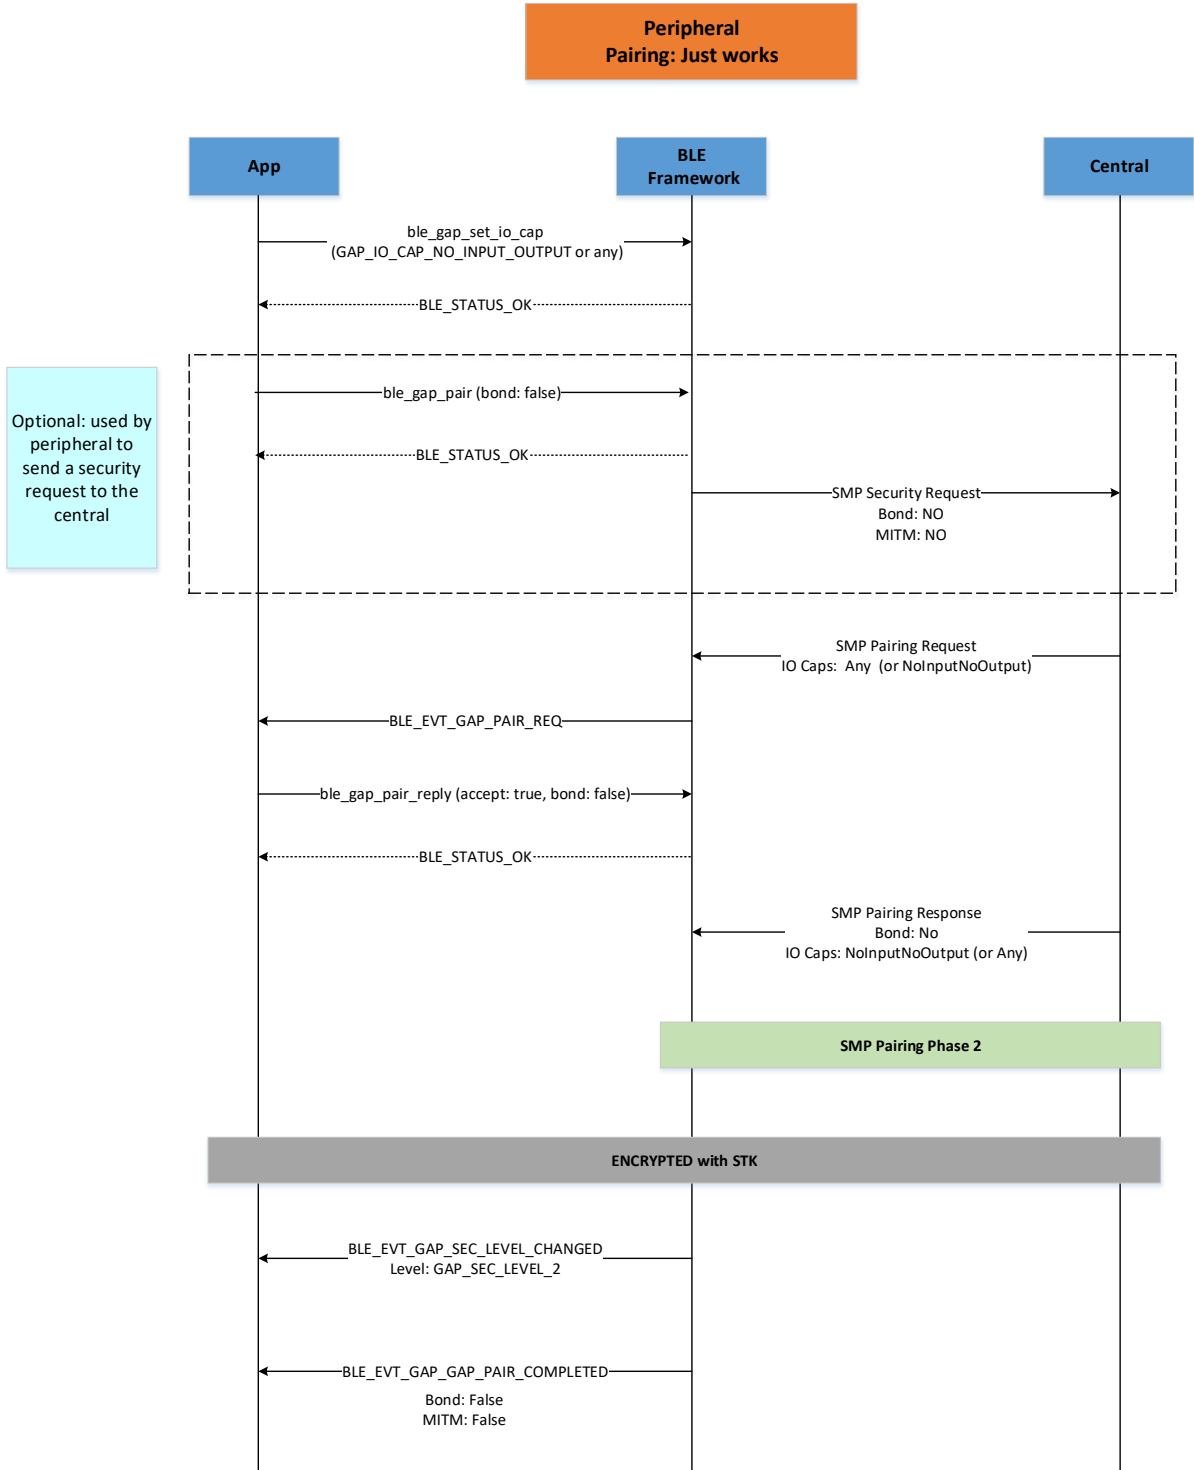 Peripheral
Pairing: Just works
App
BLE
Framework
Central
ble_gap_set_io_cap
(GAP_IO_CAP_NO_INPUT_OUTPUT or any)
BLE_STATUS_OK
Optional: used by
peripheral to
send a security
request to the
central
ble_gap_pair (bond: false)
BLE_STATUS_OK
SMP Security Request
Bond: NO
MITM: NO
SMP Pairing Request
IO Caps:  Any  (or NoInputNoOutput)
BLE_EVT_GAP_PAIR_REQ
ble_gap_pair_reply (accept: true, bond: false)
BLE_STATUS_OK
SMP Pairing Response
Bond: No
IO Caps: NoInputNoOutput (or Any)
SMP Pairing Phase 2
ENCRYPTED with STK
BLE_EVT_GAP_SEC_LEVEL_CHANGED
Level: GAP_SEC_LEVEL_2
BLE_EVT_GAP_GAP_PAIR_COMPLETED
Bond: False
MITM: False